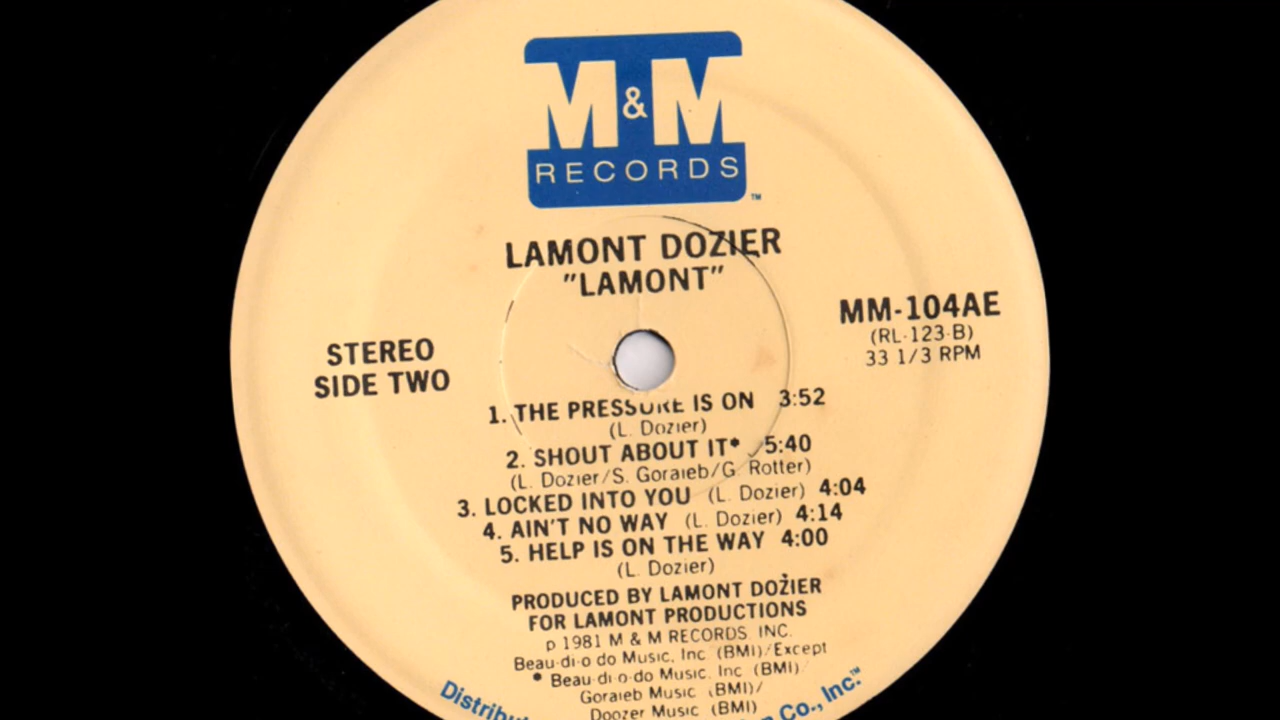 M&M
RECORDS ™
LAMONT DOZIER
"LAMONT"
STEREO
SIDE TWO
MM-104AE
(RL-123-B)
33 1/3 RPM
1. THE PRESSURE IS ON 3:52
(L. Dozier)
2. SHOUT ABOUT IT* 5:40
(L. Dozier/S. Goraieb/G. Rotter)
3. LOCKED INTO YOU (L. Dozier) 4:04
4. AIN'T NO WAY (L. Dozier) 4:14
5. HELP IS ON THE WAY 4:00
(L. Dozier)
PRODUCED BY LAMONT DOZIER
FOR LAMONT PRODUCTIONS
p 1981 M & M RECORDS, INC.
Beau-di-o do Music, Inc. (BMI)/Except
* Beau-di-o-do Music, Inc. (BMI)/
Goraieb Music (BMI)/
Doozer Music (BMI)
Co., Inc.™